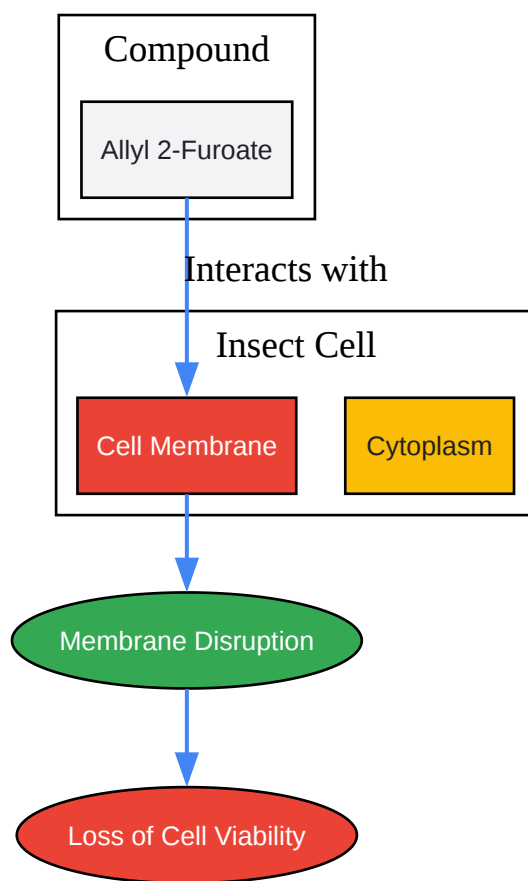 Compound
Allyl 2-Furoate
Interacts with
Insect Cell
Cell Membrane
Cytoplasm
Membrane Disruption
Loss of Cell Viability